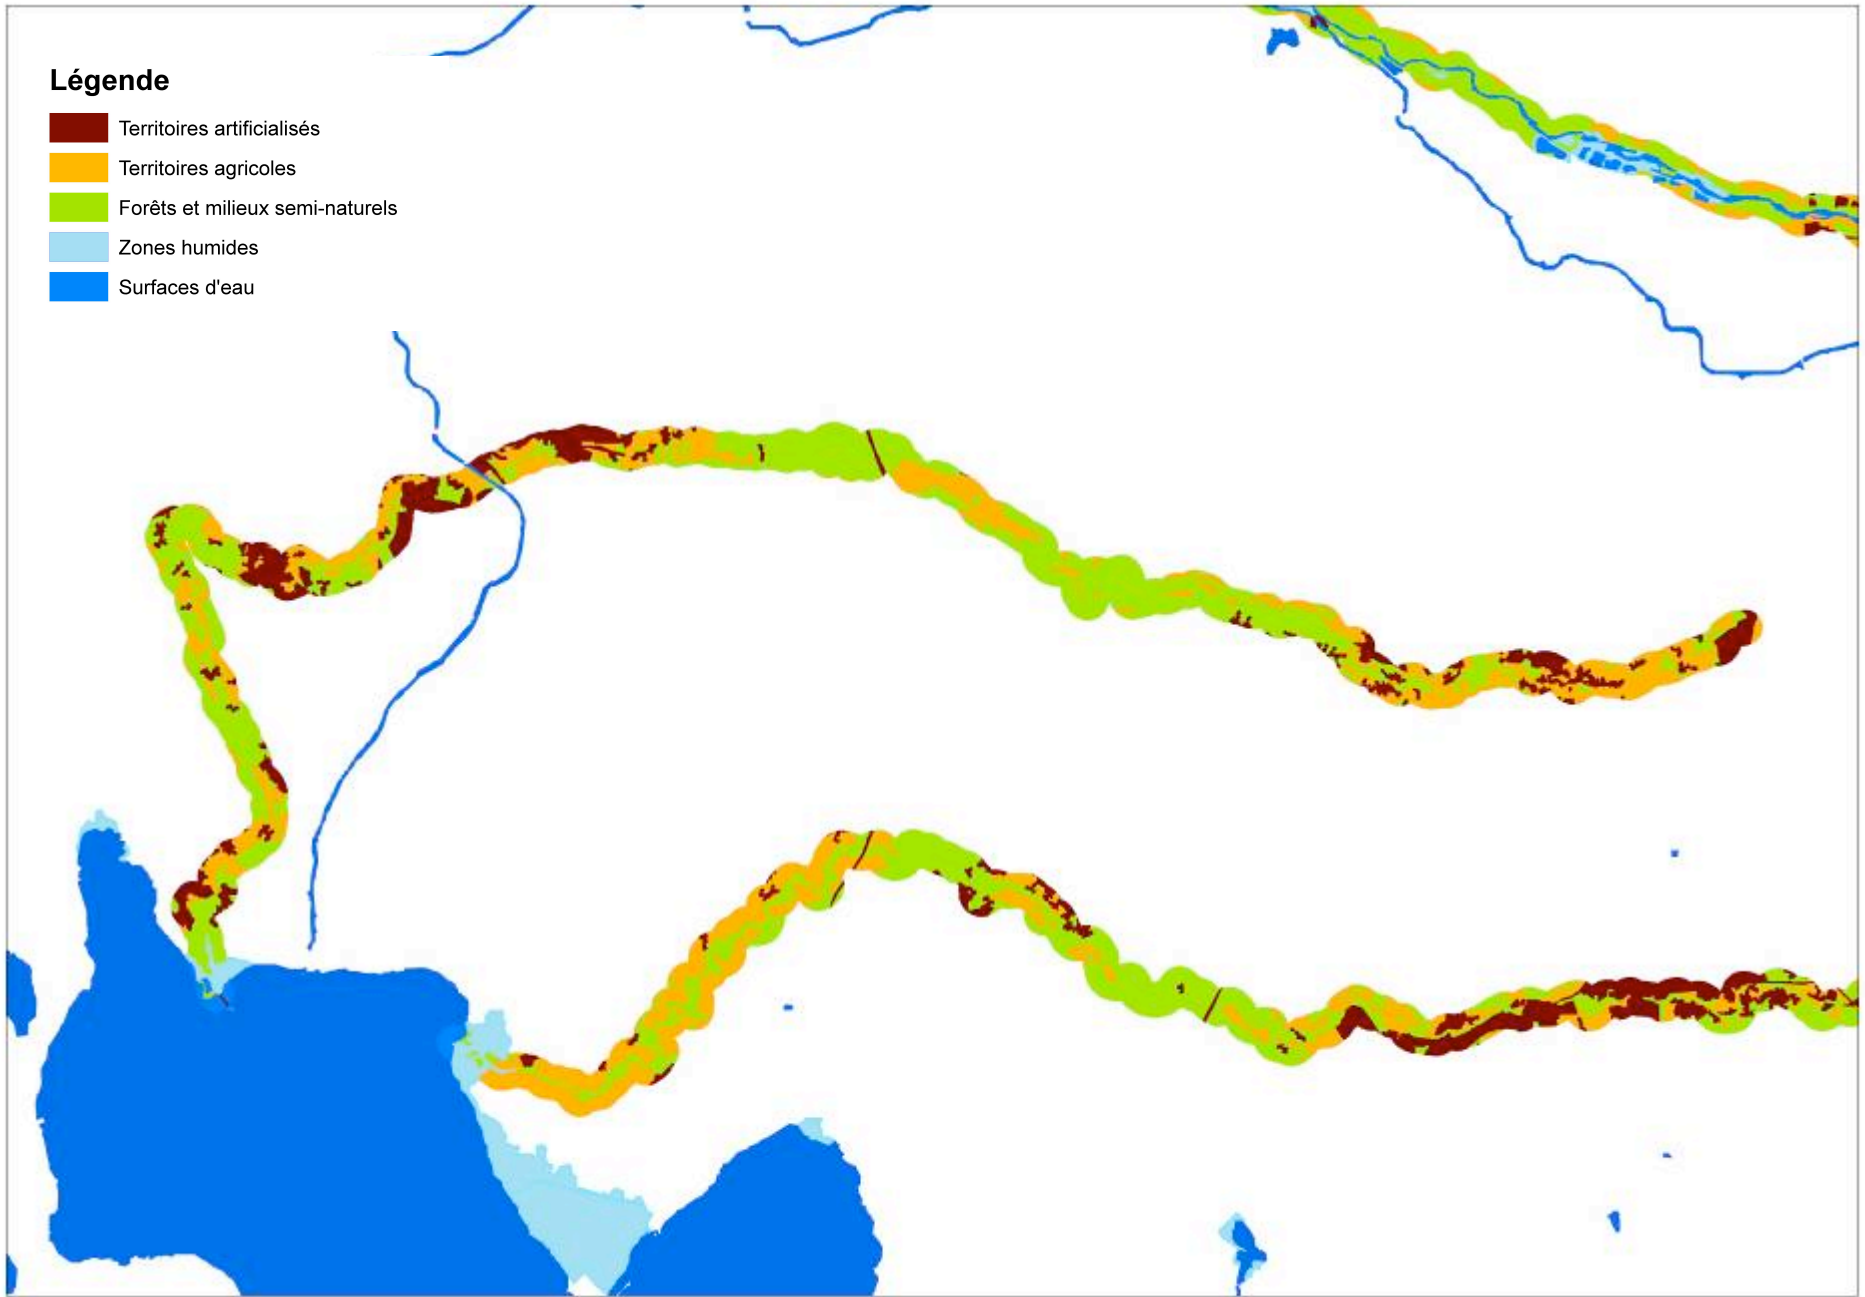 Légende
Territoires artificialisés
Territoires agricoles
Forêts et milieux semi-naturels
Zones humides
Surfaces d'eau